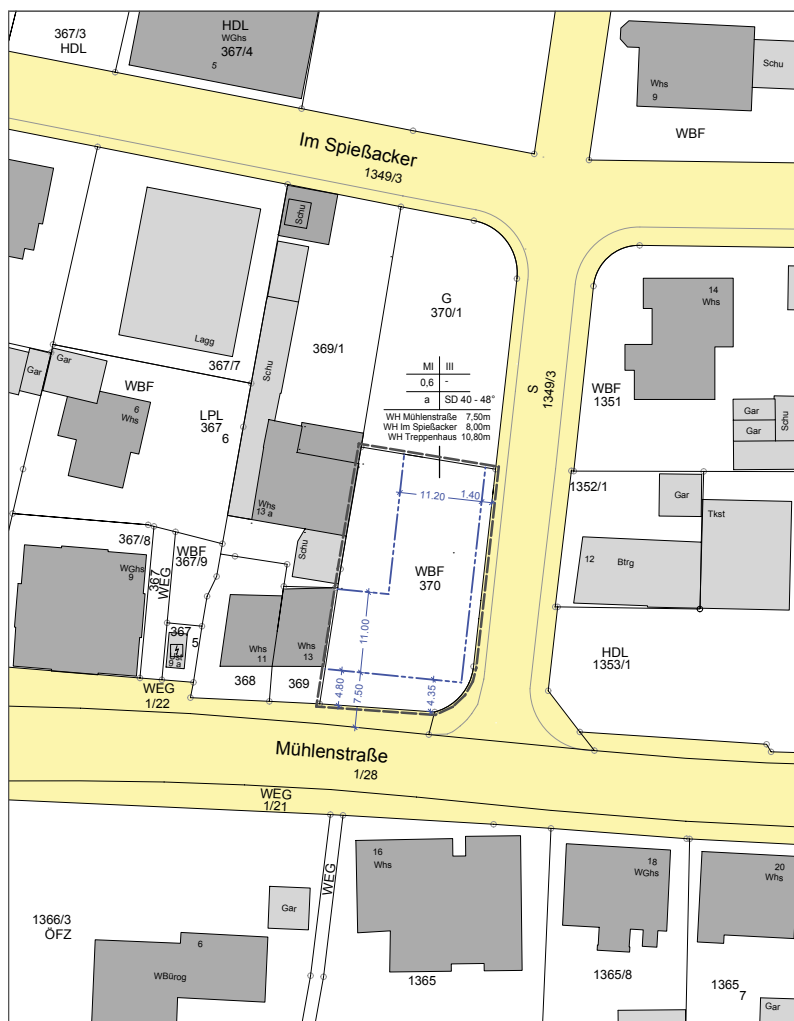 367/3
HDL
HDL
WGhs
367/4
5
Schu
Whs
9
WBF
Im Spießacker
1349/3
Schu
Lagg
367/7
369/1
G
370/1
S
1349/3
14
Whs
WBF
1351
Gar
Gar
Schu
Gar
Gar
WBF
6
Whs
LPL
367
6
Schu
MI III
0,6 -
a SD 40 - 48°
WH Mühlenstraße 7,50m
WH Im Spießacker 8,00m
WH Treppenhaus 10,80m
11.20
1.40
Whs
13 a
Schu
WBF
370
1352/1
Gar
Tkst
12
Btrg
367/8
WGhs
9
367
WEG
WBF
367/9
367
5
9 a
Whs
11
Whs
13
11.00
368
369
4.80
7.50
4.35
HDL
1353/1
WEG
1/22
Mühlenstraße
1/28
WEG
1/21
WEG
16
Whs
18
WGhs
20
Whs
Gar
1366/3
ÖFZ
6
WBürog
1365
1365/8
1365
7
Gar